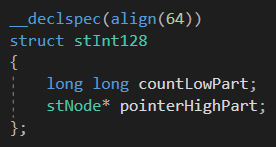 __declspec(align(64))
struct stInt128
{
    long long countLowPart;
    stNode* pointerHighPart;
};